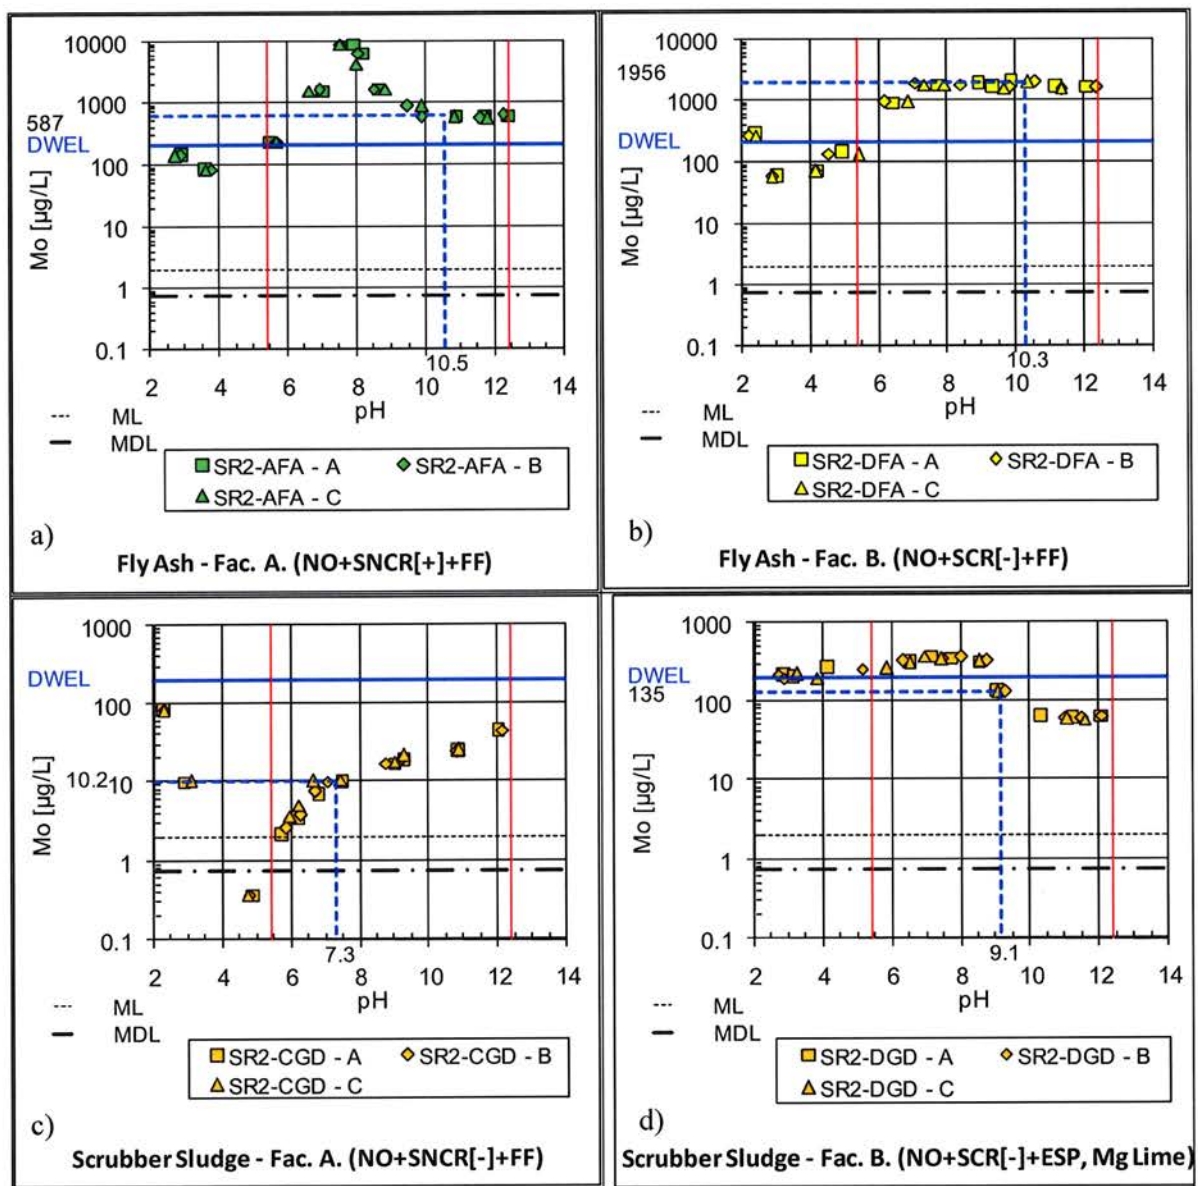 10000
1000
587
DWEL
100
10
1
0.1
Mo [µg/L]
10.5
2 4 6 8 10 12 14
pH
ML
MDL
SR2-AFA - A
SR2-AFA - B
SR2-AFA - C
a)
Fly Ash - Fac. A. (NO+SNCR[+]+FF)
10000
1956
1000
DWEL
100
10
1
0.1
Mo [µg/L]
10.3
2 4 6 8 10 12 14
pH
ML
MDL
SR2-DFA - A
SR2-DFA - B
SR2-DFA - C
b)
Fly Ash - Fac. B. (NO+SCR[-]+FF)
1000
DWEL
100
10.2
10
1
0.1
Mo [µg/L]
7.3
2 4 6 8 10 12 14
pH
ML
MDL
SR2-CGD - A
SR2-CGD - B
SR2-CGD - C
c)
Scrubber Sludge - Fac. A. (NO+SNCR[-]+FF)
1000
DWEL
135
100
10
1
0.1
Mo [µg/L]
9.1
2 4 6 8 10 12 14
pH
ML
MDL
SR2-DGD - A
SR2-DGD - B
SR2-DGD - C
d)
Scrubber Sludge - Fac. B. (NO+SCR[-]+ESP, Mg Lime)